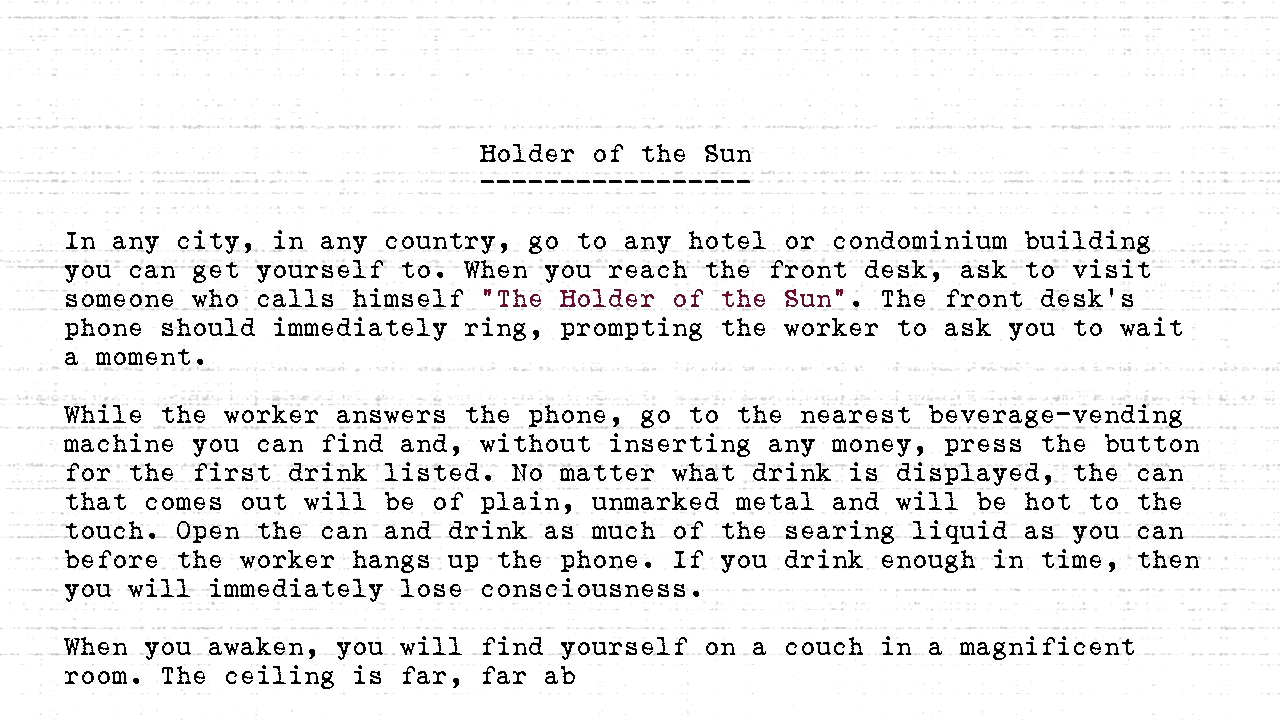 Holder of the Sun
-----------------
In any city, in any country, go to any hotel or condominium building
you can get yourself to. When you reach the front desk, ask to visit
someone who calls himself "The Holder of the Sun". The front desk's
phone should immediately ring, prompting the worker to ask you to wait
a moment.
While the worker answers the phone, go to the nearest beverage-vending
machine you can find and, without inserting any money, press the button
for the first drink listed. No matter what drink is displayed, the can
that comes out will be of plain, unmarked metal and will be hot to the
touch. Open the can and drink as much of the searing liquid as you can
before the worker hangs up the phone. If you drink enough in time, then
you will immediately lose consciousness.
When you awaken, you will find yourself on a couch in a magnificent
room. The ceiling is far, far ab